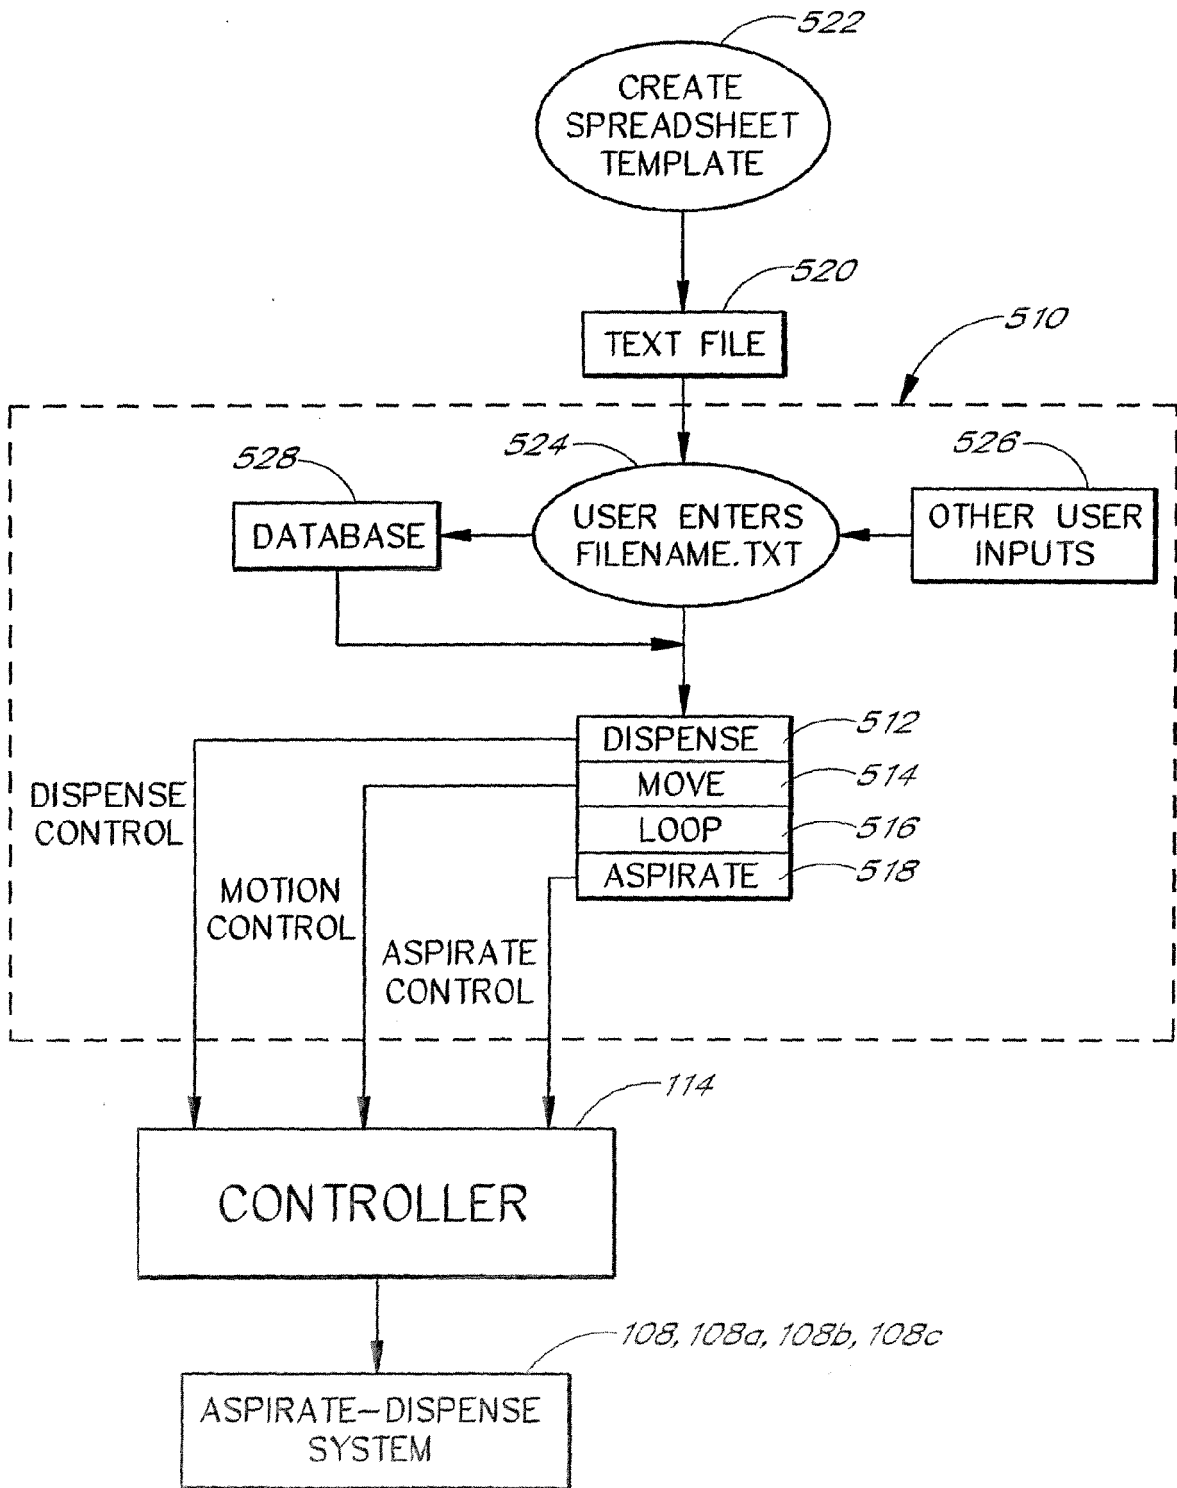 522
CREATE
SPREADSHEET
TEMPLATE
520
TEXT FILE
510
524
528
526
DATABASE
USER ENTERS
FILENAME.TXT
OTHER USER
INPUTS
DISPENSE
512
MOVE
514
LOOP
516
ASPIRATE
518
DISPENSE
CONTROL
MOTION
CONTROL
ASPIRATE
CONTROL
114
CONTROLLER
108, 108a, 108b, 108c
ASPIRATE-DISPENSE
SYSTEM